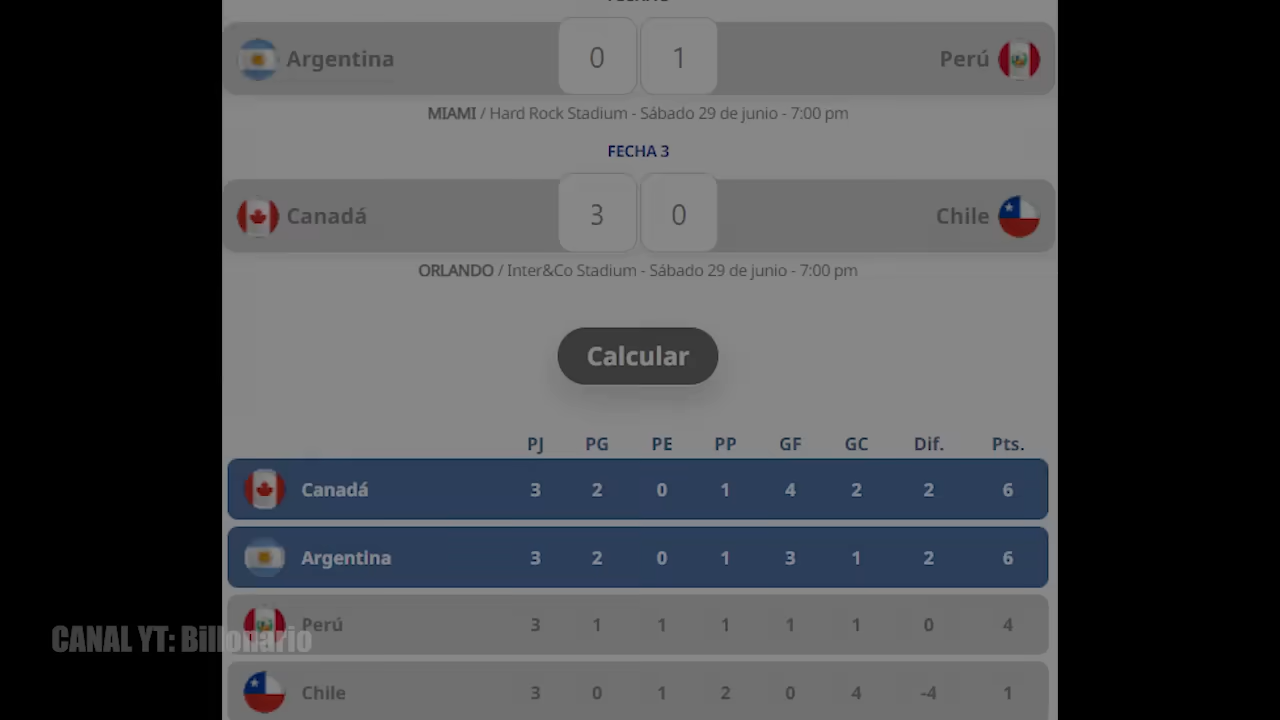 Argentina 0 1 Perú
MIAMI / Hard Rock Stadium - Sábado 29 de junio - 7:00 pm
FECHA 3
Canadá 3 0 Chile
ORLANDO / Inter&Co Stadium - Sábado 29 de junio - 7:00 pm
Calcular
PJ PG PE PP GF GC Dif. Pts.
Canadá 3 2 0 1 4 2 2 6
Argentina 3 2 0 1 3 1 2 6
Perú 3 1 1 1 1 1 0 4
CANAL YT: Billonario
Chile 3 0 1 2 0 4 -4 1